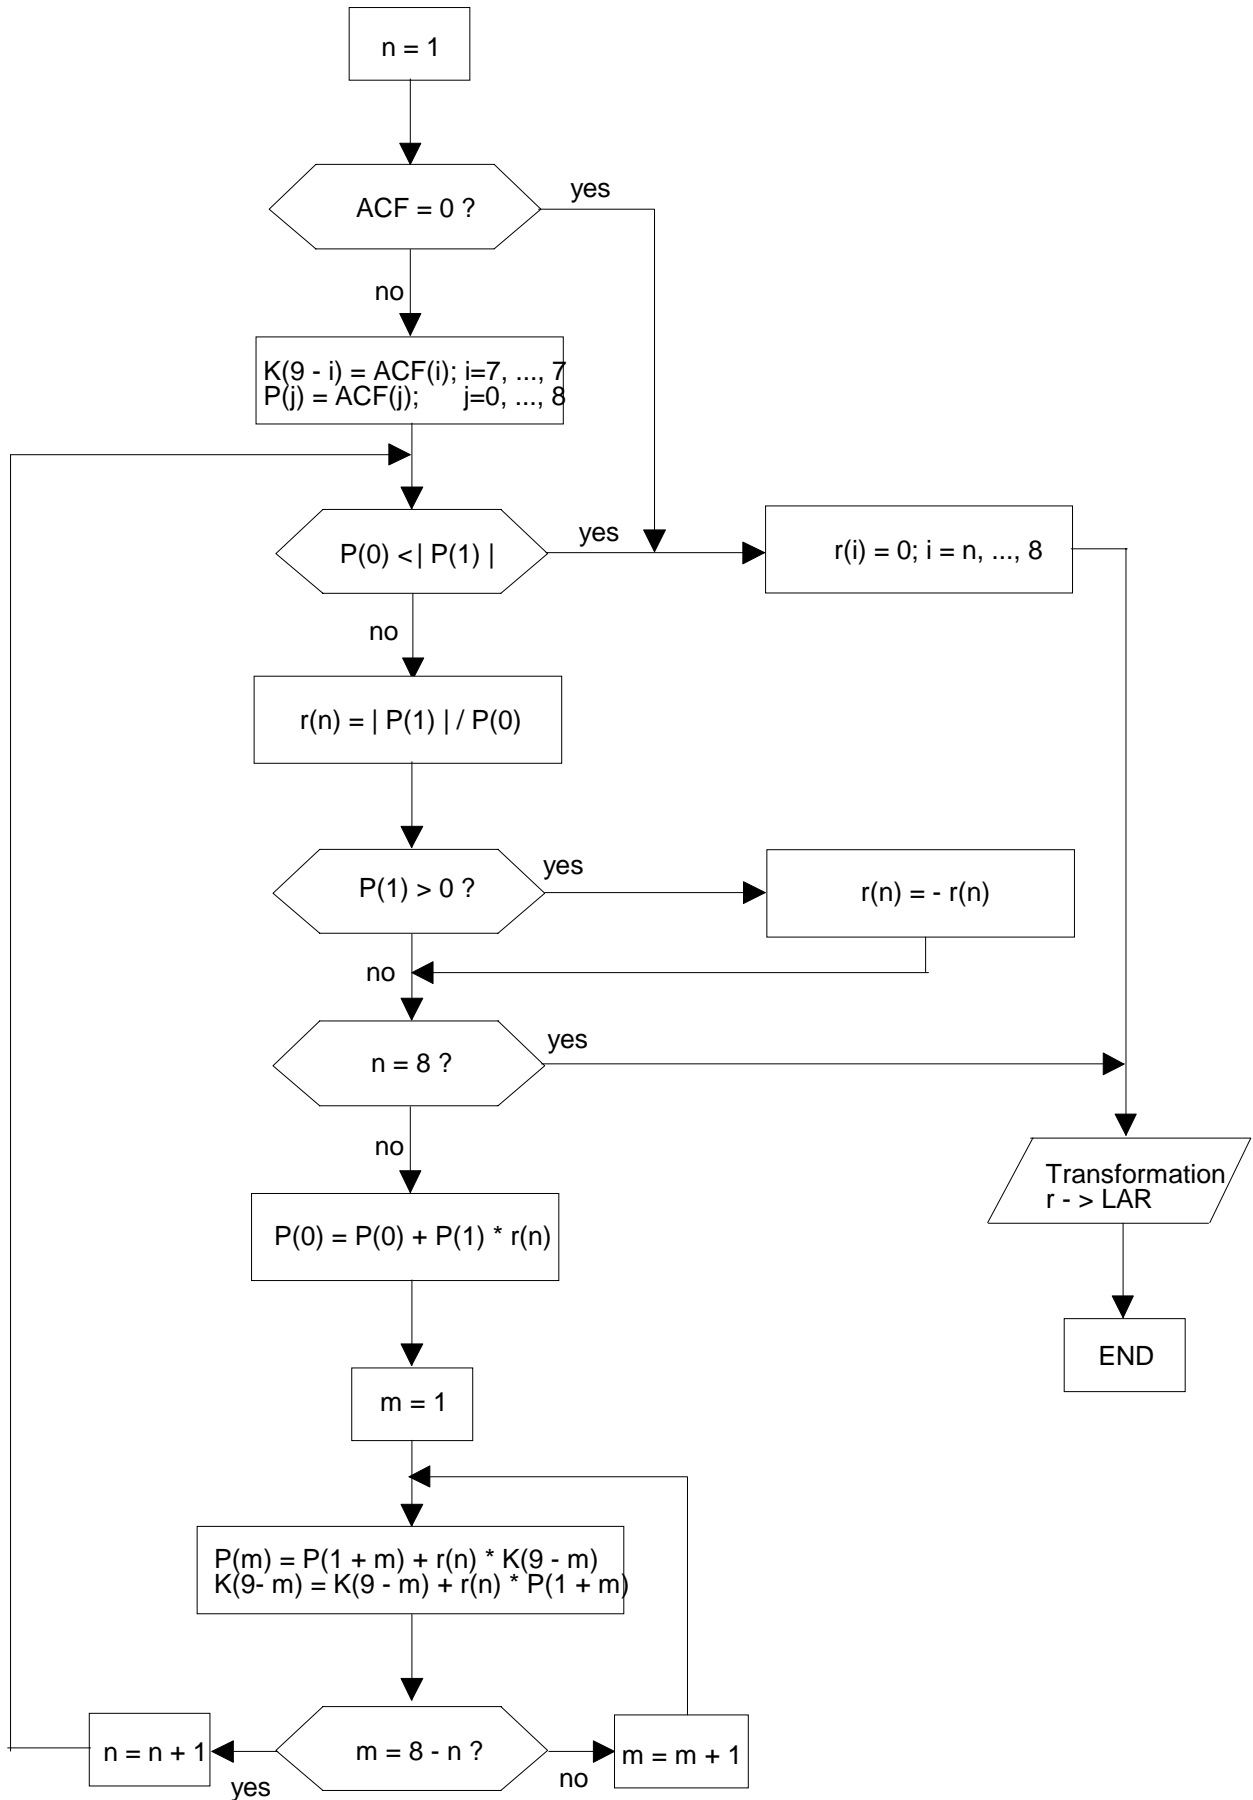 n = 1
ACF = 0 ?
yes
no
K(9 - i) = ACF(i); i=7, ..., 7
P(j) = ACF(j); j=0, ..., 8
P(0) < | P(1) |
yes
r(i) = 0; i = n, ..., 8
no
r(n) = | P(1) | / P(0)
P(1) > 0 ?
yes
r(n) = - r(n)
no
n = 8 ?
yes
no
Transformation
r - > LAR
P(0) = P(0) + P(1) * r(n)
END
m = 1
P(m) = P(1 + m) + r(n) * K(9 - m)
K(9- m) = K(9 - m) + r(n) * P(1 + m)
n = n + 1
m = 8 - n ?
m = m + 1
yes
no